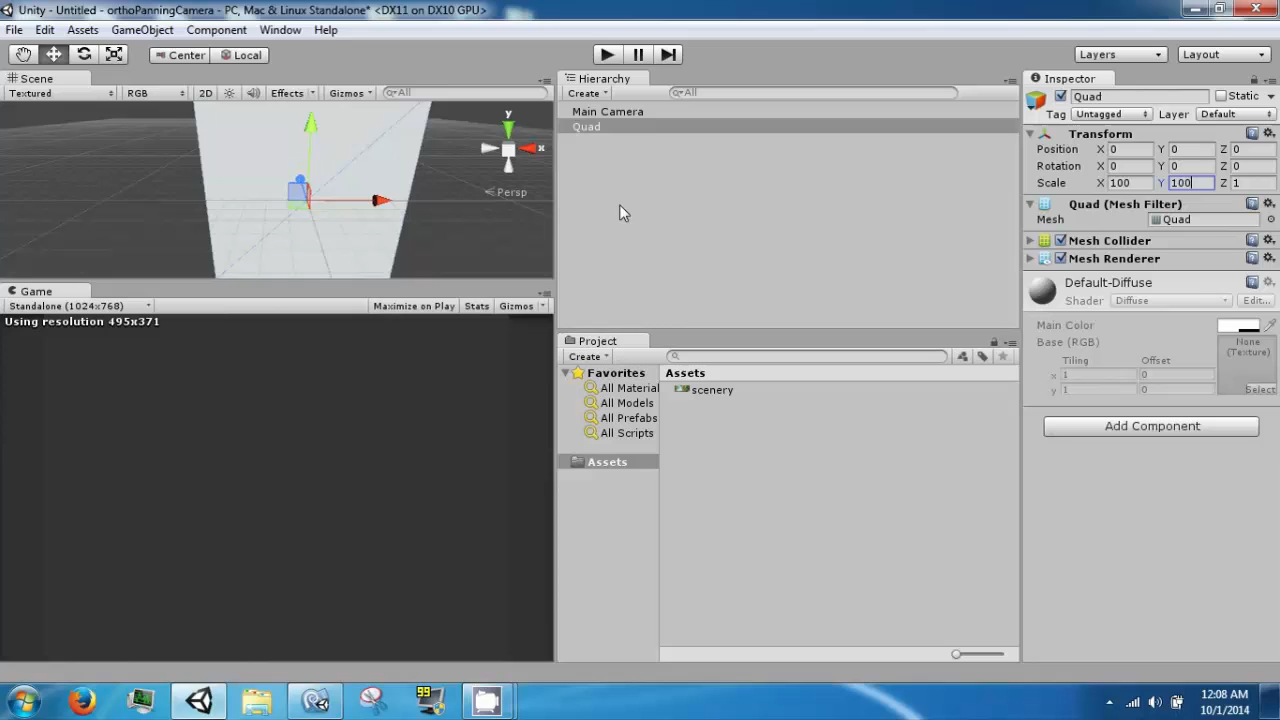 Unity - Untitled - orthoPanningCamera - PC, Mac & Linux Standalone* <DX11 on DX10 GPU>
File Edit Assets GameObject Component Window Help
Center Local Layers Layout
Scene
Textured RGB 2D Effects Gizmos All
y
x
Persp
Game
Standalone (1024x768) Maximize on Play Stats Gizmos
Using resolution 495x371
Hierarchy
Create All
Main Camera
Quad
Project
Create
Favorites
All Material
All Models
All Prefabs
All Scripts
Assets
Assets
scenery
Inspector
Quad Static
Tag Untagged Layer Default
Transform
Position X 0 Y 0 Z 0
Rotation X 0 Y 0 Z 0
Scale X 100 Y 100 Z 1
Quad (Mesh Filter)
Mesh Quad
Mesh Collider
Mesh Renderer
Default-Diffuse
Shader Diffuse Edit...
Main Color
Base (RGB) None
(Texture)
Tiling Offset
x 1 0
y 1 0
Select
Add Component
99
12:08 AM
10/1/2014